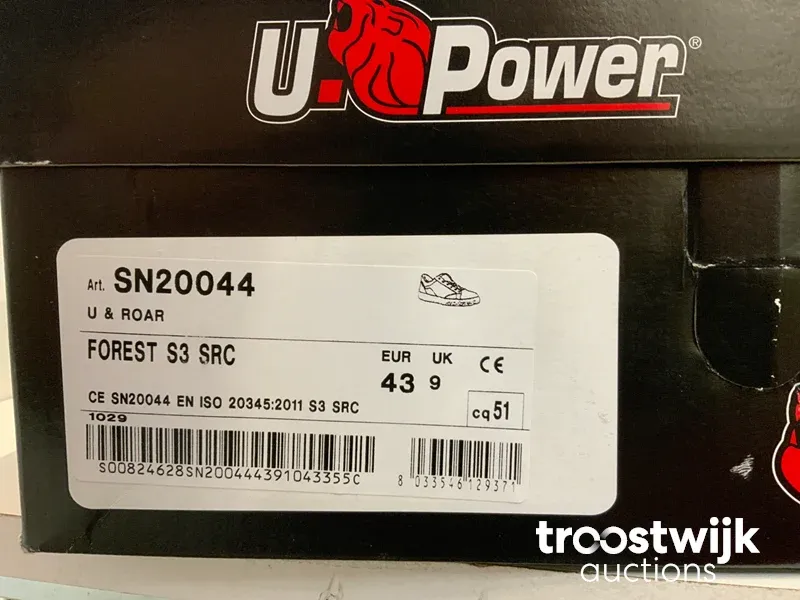 U.Power®
Art. SN20044
U & ROAR
FOREST S3 SRC
EUR UK CE
43 9
CE SN20044 EN ISO 20345:2011 S3 SRC
cq 51
1029
S00824628SN2004443910433​55C
8 033546 129371
troostwijk
auctions